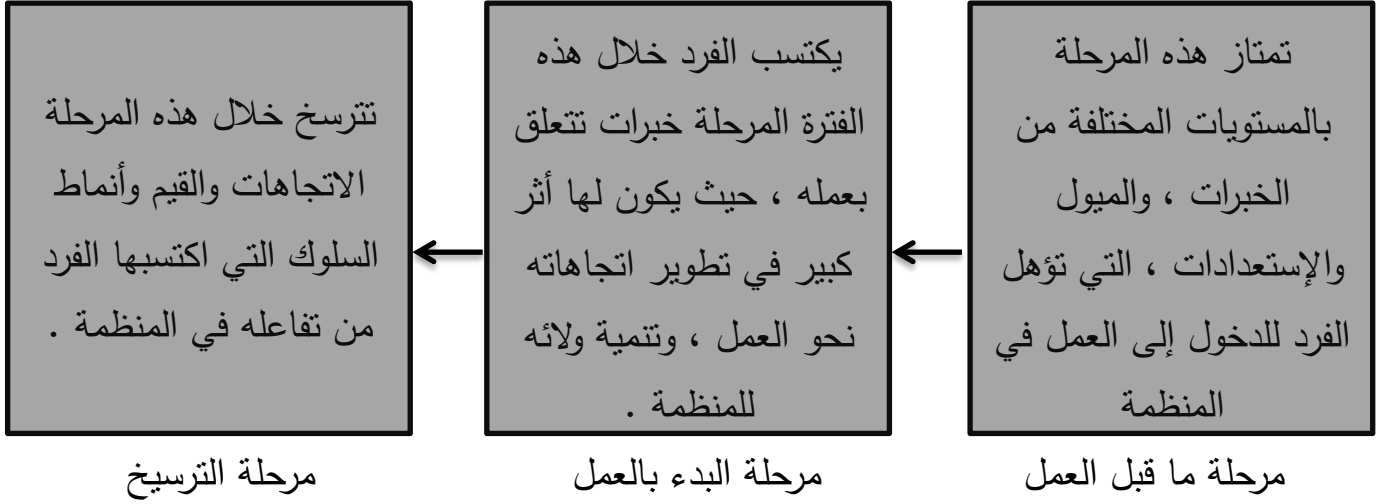 تمتاز هذه المرحلة
بالمستويات المختلفة من
الخبرات ، والميول
والإستعدادات ، التي تؤهل
الفرد للدخول إلى العمل في
المنظمة
مرحلة ما قبل العمل
يكتسب الفرد خلال هذه
الفترة المرحلة خبرات تتعلق
بعمله ، حيث يكون لها أثر
كبير في تطوير اتجاهاته
نحو العمل ، وتنمية ولائه
للمنظمة .
مرحلة البدء بالعمل
تترسخ خلال هذه المرحلة
الاتجاهات والقيم وأنماط
السلوك التي اكتسبها الفرد
من تفاعله في المنظمة .
مرحلة الترسيخ